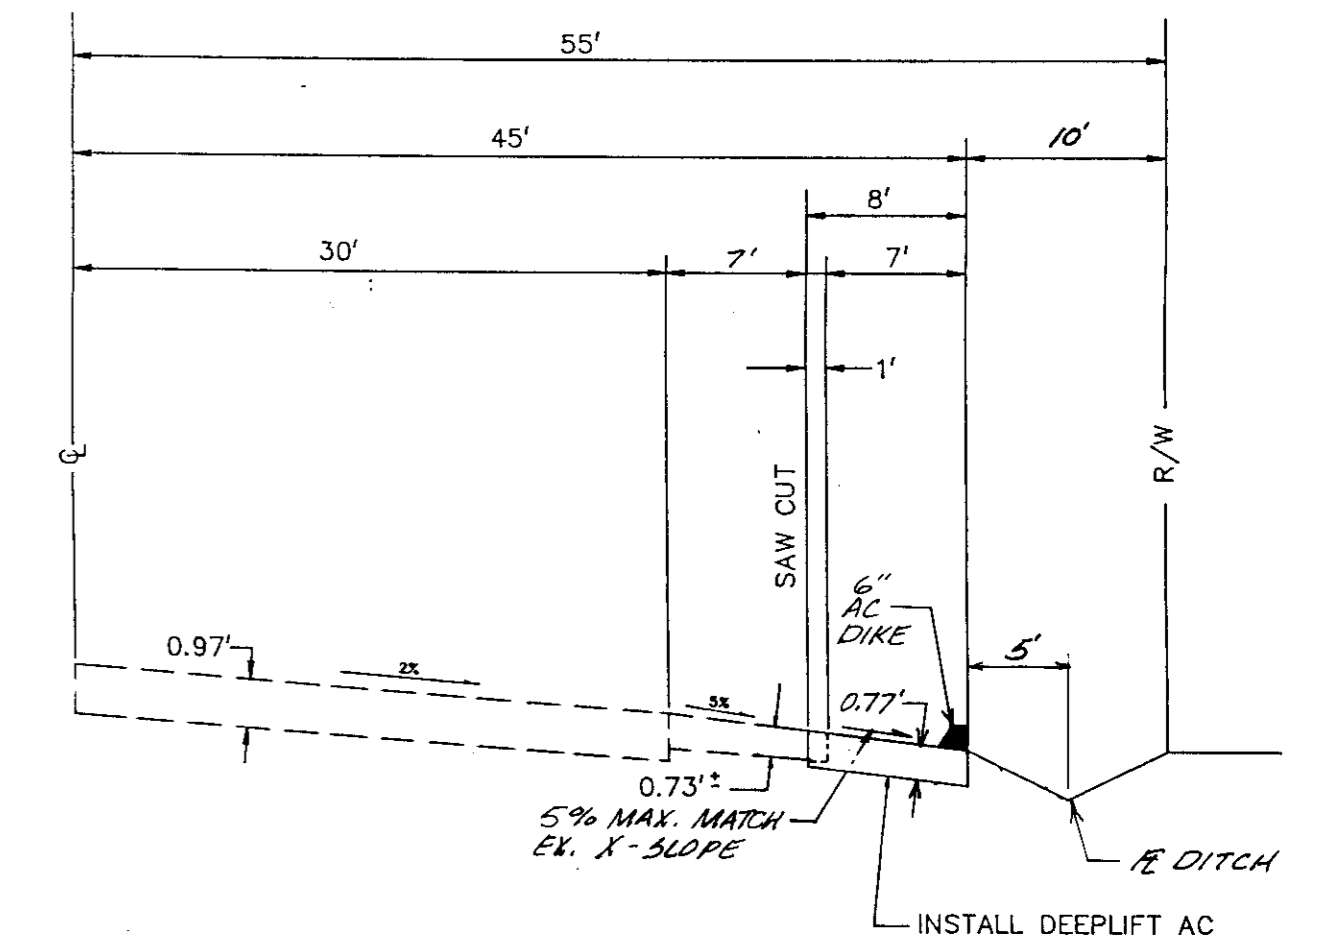 55'
45'
10'
8'
30'
7'
7'
1'
℄
R/W
SAW CUT
6"
AC
DIKE
5'
0.97'
2%
5%
0.77'
0.73'±
5% MAX. MATCH
EX. X-SLOPE
FL DITCH
INSTALL DEEPLIFT AC